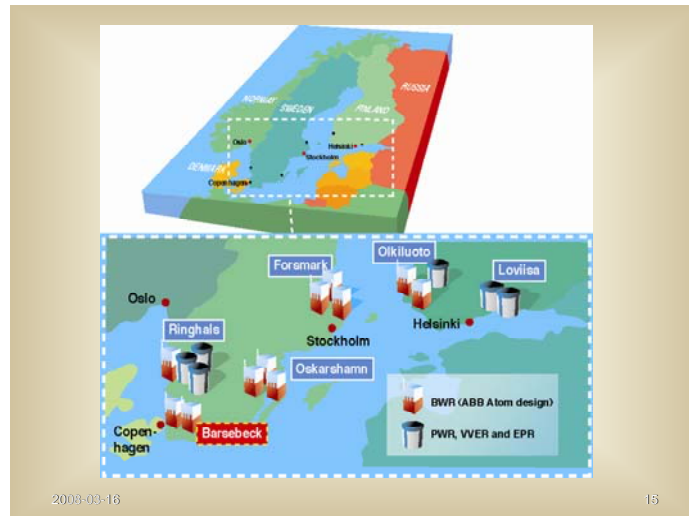 NORWAY
SWEDEN
FINLAND
RUSSIA
Oslo
Helsinki
Stockholm
DENMARK
Copenhagen
Forsmark
Olkiluoto
Loviisa
Oslo
Ringhals
Stockholm
Helsinki
Oskarshamn
BWR (ABB Atom design)
Copen-
hagen
Barsebeck
PWR, VVER and EPR
2008-09-16
15